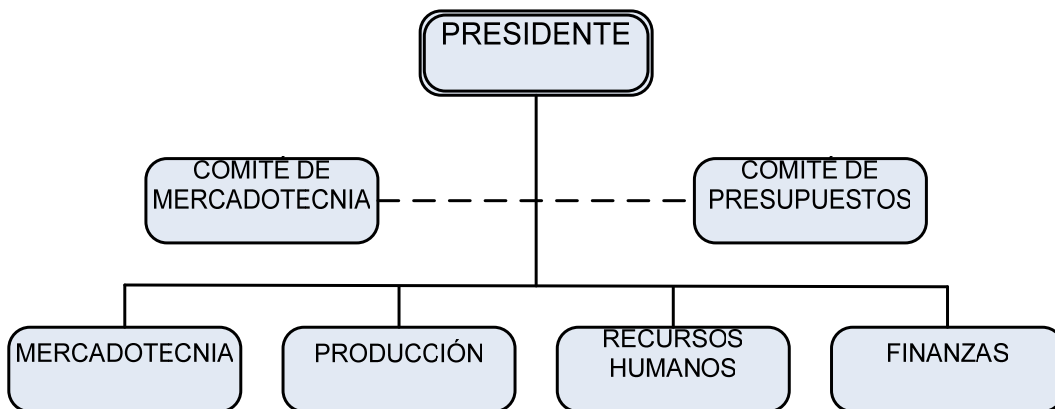 PRESIDENTE
COMITÉ DE
MERCADOTECNIA
COMITÉ DE
PRESUPUESTOS
MERCADOTECNIA
PRODUCCIÓN
RECURSOS
HUMANOS
FINANZAS